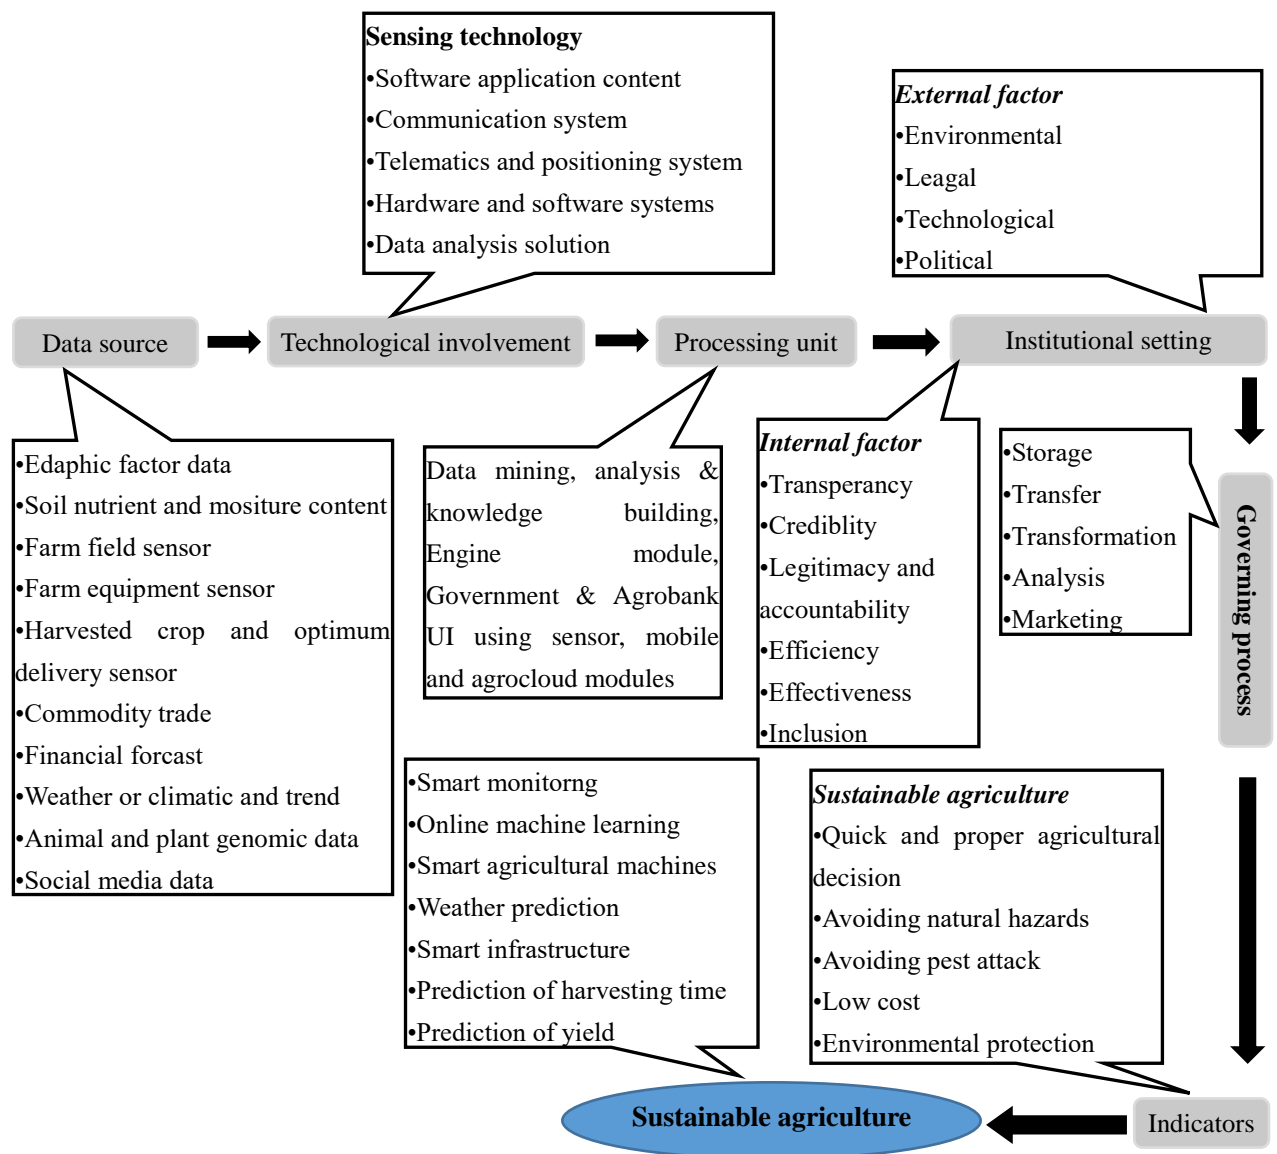 Sensing technology
•Software application content
•Communication system
•Telematics and positioning system
•Hardware and software systems
•Data analysis solution
External factor
•Environmental
•Leagal
•Technological
•Political
Data source
Technological involvement
Processing unit
Institutional setting
•Edaphic factor data
•Soil nutrient and mositure content
•Farm field sensor
•Farm equipment sensor
•Harvested crop and optimum
delivery sensor
•Commodity trade
•Financial forcast
•Weather or climatic and trend
•Animal and plant genomic data
•Social media data
Data mining, analysis &
knowledge building,
Engine module,
Government & Agrobank
UI using sensor, mobile
and agrocloud modules
Internal factor
•Transperancy
•Crediblity
•Legitimacy and
accountability
•Efficiency
•Effectiveness
•Inclusion
•Storage
•Transfer
•Transformation
•Analysis
•Marketing
Governing process
•Smart monitorng
•Online machine learning
•Smart agricultural machines
•Weather prediction
•Smart infrastructure
•Prediction of harvesting time
•Prediction of yield
Sustainable agriculture
•Quick and proper agricultural
decision
•Avoiding natural hazards
•Avoiding pest attack
•Low cost
•Environmental protection
Sustainable agriculture
Indicators